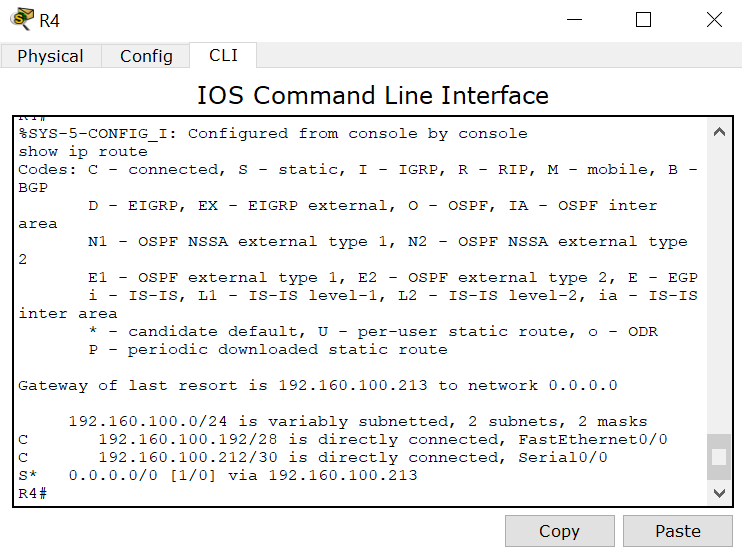 R4
Physical Config CLI
IOS Command Line Interface
%SYS-5-CONFIG_I: Configured from console by console
show ip route
Codes: C - connected, S - static, I - IGRP, R - RIP, M - mobile, B -
BGP
D - EIGRP, EX - EIGRP external, O - OSPF, IA - OSPF inter
area
N1 - OSPF NSSA external type 1, N2 - OSPF NSSA external type
2
E1 - OSPF external type 1, E2 - OSPF external type 2, E - EGP
i - IS-IS, L1 - IS-IS level-1, L2 - IS-IS level-2, ia - IS-IS
inter area
* - candidate default, U - per-user static route, o - ODR
P - periodic downloaded static route
Gateway of last resort is 192.160.100.213 to network 0.0.0.0
192.160.100.0/24 is variably subnetted, 2 subnets, 2 masks
C 192.160.100.192/28 is directly connected, FastEthernet0/0
C 192.160.100.212/30 is directly connected, Serial0/0
S* 0.0.0.0/0 [1/0] via 192.160.100.213
R4#
Copy Paste